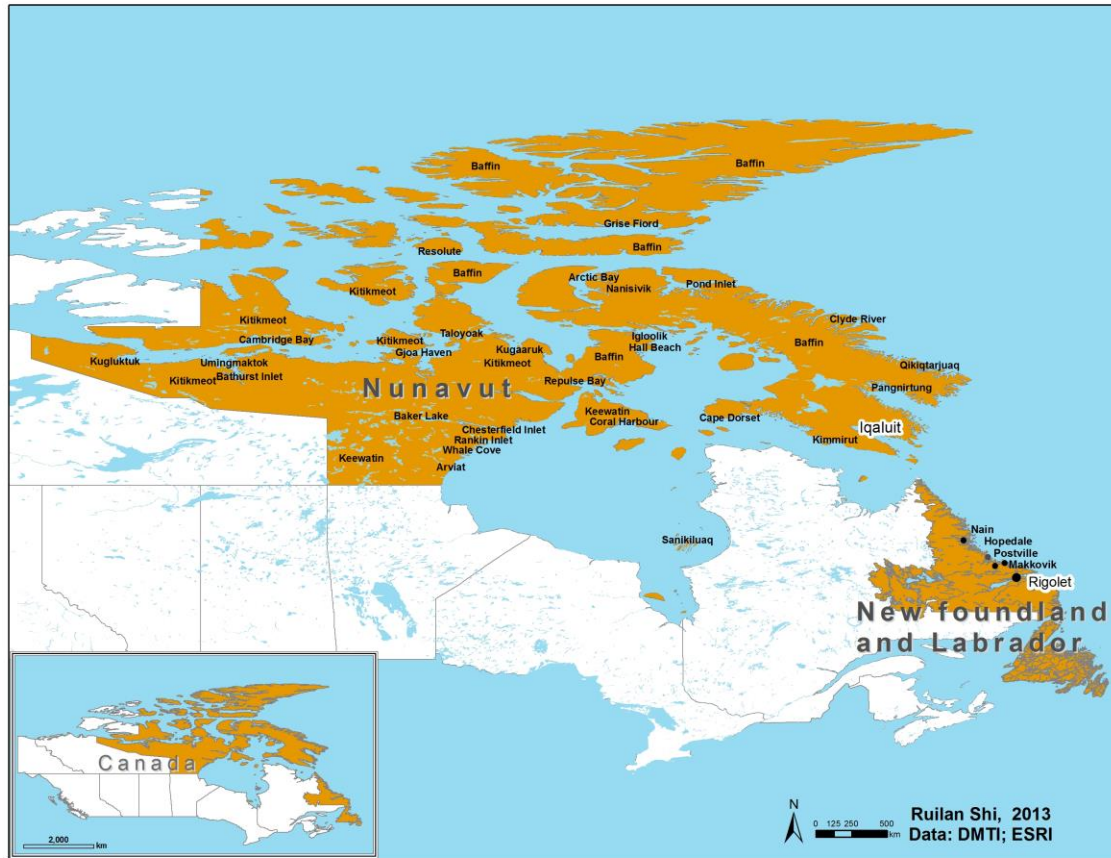 Baffin
Baffin
Grise Fiord
Baffin
Resolute
Baffin
Arctic Bay
Nanisivik
Pond Inlet
Kitikmeot
Kitikmeot
Clyde River
Taloyoak
Cambridge Bay
Kitikmeot
Gjoa Haven
Igloolik
Hall Beach
Baffin
Kugaaruk
Kitikmeot
Baffin
Kugluktuk
Umingmaktok
Bathurst Inlet
Kitikmeot
Qikiqtarjuaq
Pangnirtung
Nunavut
Repulse Bay
Baker Lake
Keewatin
Coral Harbour
Cape Dorset
Iqaluit
Kimmirut
Chesterfield Inlet
Rankin Inlet
Whale Cove
Keewatin
Arviat
Sanikiluaq
Nain
Hopedale
Postville
Makkovik
Rigolet
New foundland
and Labrador
Canada
2,000
km
N
0 125 250 500
km
Ruilan Shi, 2013
Data: DMTI; ESRI